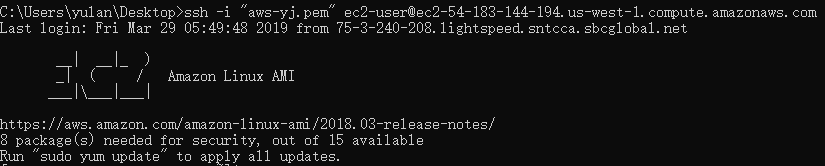 C:\Users\yulan\Desktop>ssh -i "aws-yj.pem" ec2-user@ec2-54-183-144-194.us-west-1.compute.amazonaws.com
Last login: Fri Mar 29 05:49:48 2019 from 75-3-240-208.lightspeed.sntcca.sbcglobal.net
__|  __|_  )
_|  (     /   Amazon Linux AMI
___|\___|___|
https://aws.amazon.com/amazon-linux-ami/2018.03-release-notes/
8 package(s) needed for security, out of 15 available
Run "sudo yum update" to apply all updates.